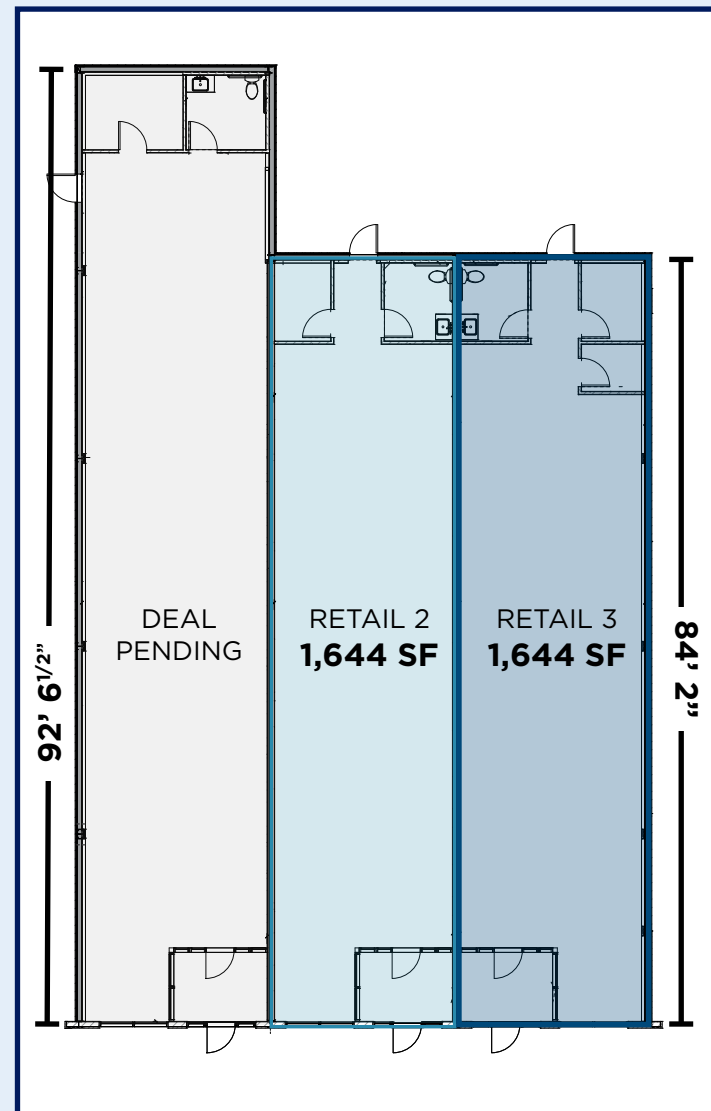 92’ 6 1/2”
DEAL
PENDING
RETAIL 2
1,644 SF
RETAIL 3
1,644 SF
84’ 2”